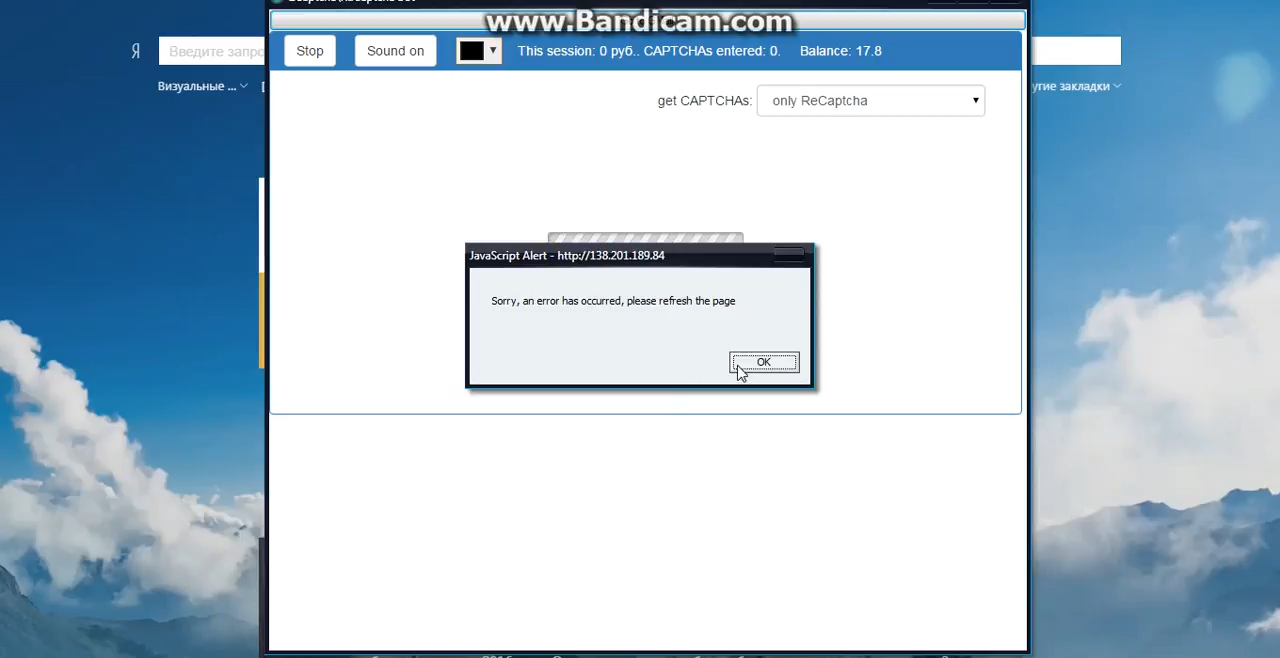 www.Bandicam.com
Я
Введите запро
Stop
Sound on
This session: 0 руб.. CAPTCHAs entered: 0.
Balance: 17.8
Визуальные ...
get CAPTCHAs:
only ReCaptcha
закладки
JavaScript Alert - http://138.201.189.84
Sorry, an error has occurred, please refresh the page
OK